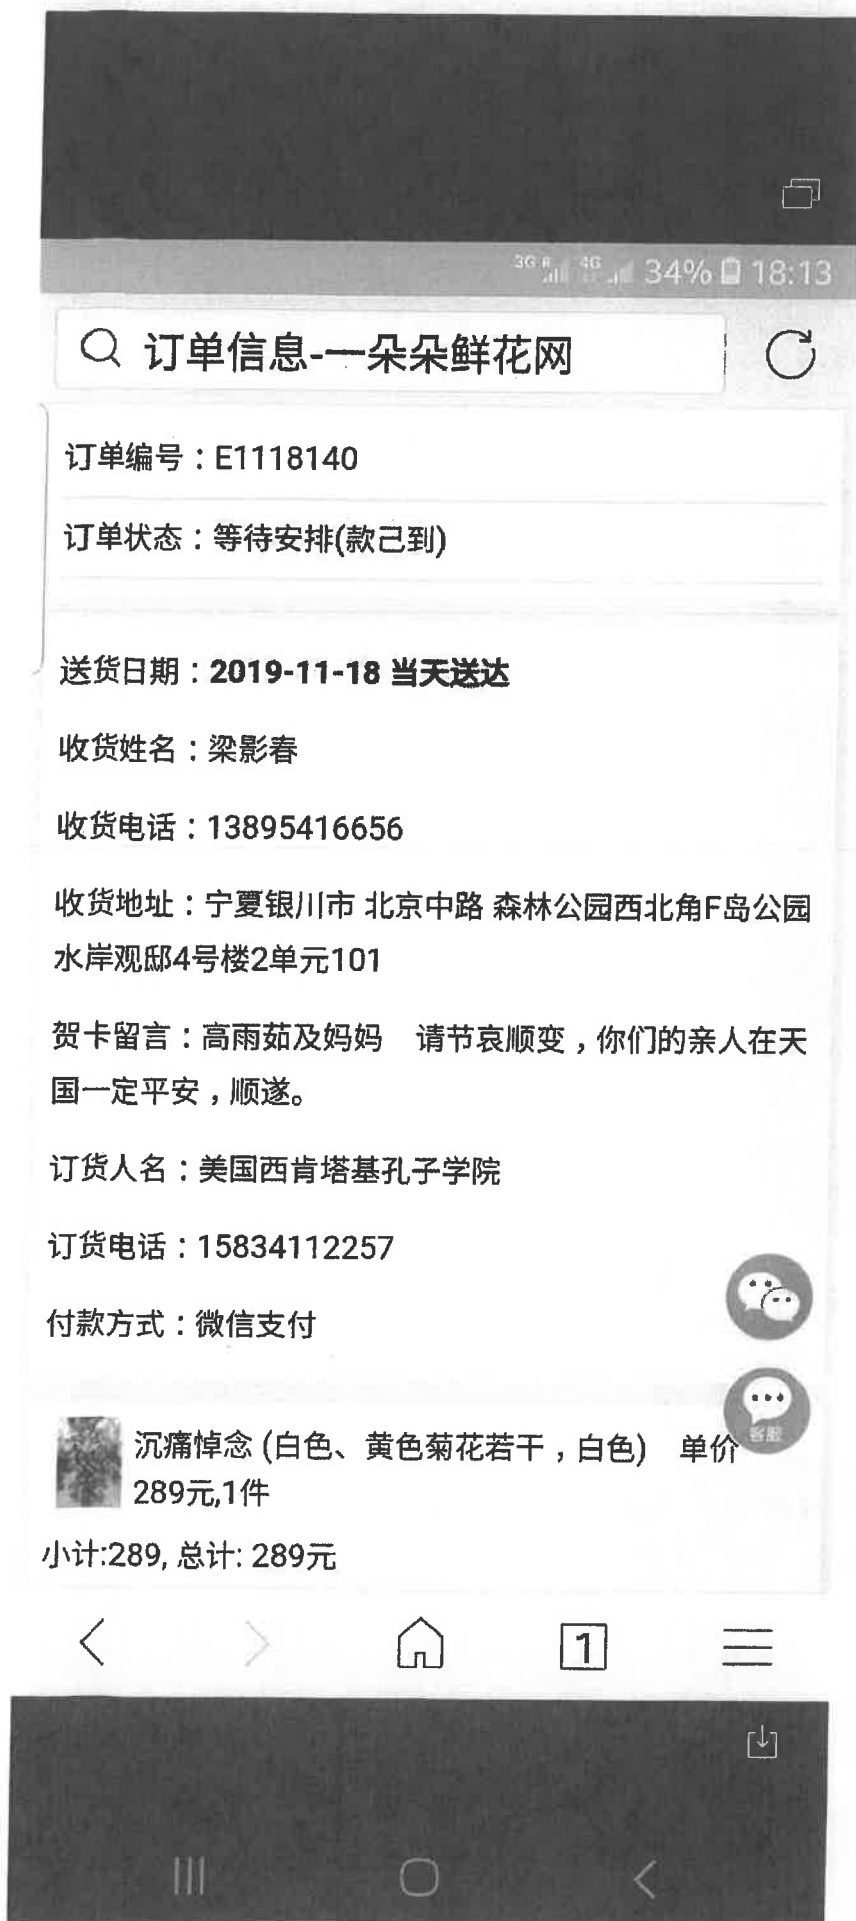 3G R 4G 34% 18:13
订单信息-一朵朵鲜花网
订单编号：E1118140
订单状态：等待安排(款己到)
送货日期：2019-11-18 当天送达
收货姓名：梁影春
收货电话：13895416656
收货地址：宁夏银川市 北京中路 森林公园西北角F岛公园
水岸观邸4号楼2单元101
贺卡留言：高雨茹及妈妈　请节哀顺变，你们的亲人在天
国一定平安，顺遂。
订货人名：美国西肯塔基孔子学院
订货电话：15834112257
付款方式：微信支付
客服
沉痛悼念 (白色、黄色菊花若干，白色)　单价
289元,1件
小计:289, 总计: 289元
1